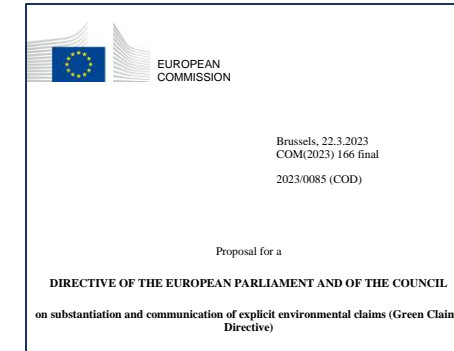 EUROPEAN
COMMISSION
Brussels, 22.3.2023
COM(2023) 166 final
2023/0085 (COD)
Proposal for a
DIRECTIVE OF THE EUROPEAN PARLIAMENT AND OF THE COUNCIL
on substantiation and communication of explicit environmental claims (Green Claim
Directive)